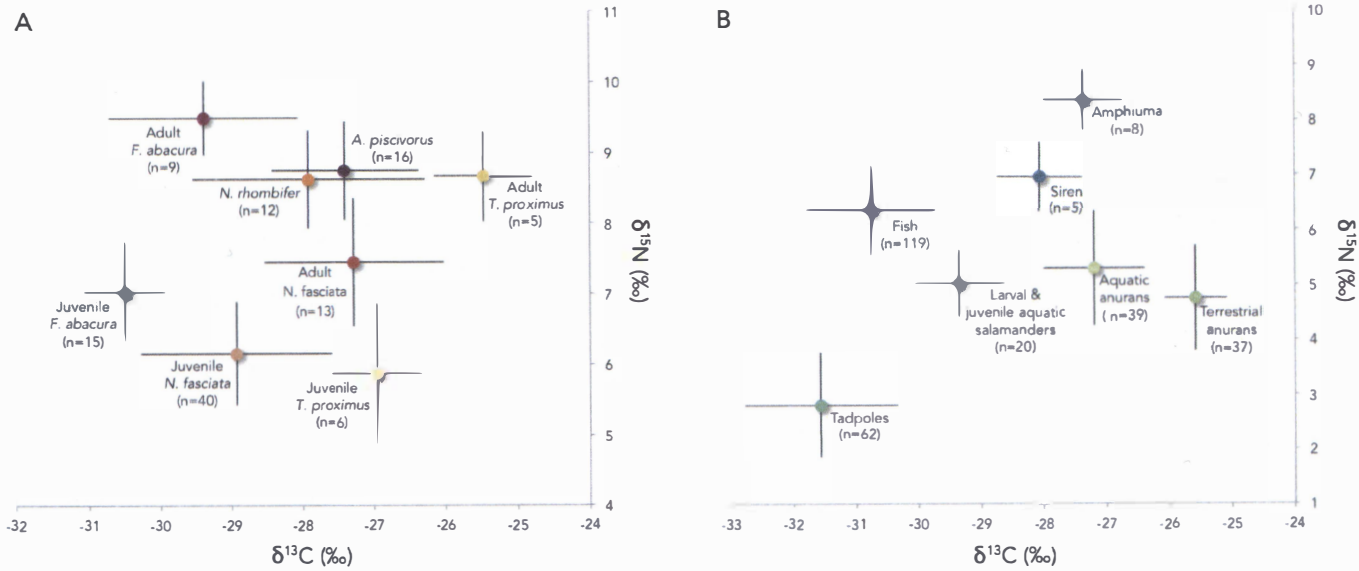 A
11
10
9
8
7
6
5
4
-32
-31
-30
-29
-28
-27
-26
-25
-24
δ13C (‰)
δ15N (‰)
Adult
F. abacura
(n=9)
A. piscivorus
(n=16)
N. rhombifer
(n=12)
Adult
T. proximus
(n=5)
Adult
N. fasciata
(n=13)
Juvenile
F. abacura
(n=15)
Juvenile
N. fasciata
(n=40)
Juvenile
T. proximus
(n=6)
B
10
9
8
7
6
5
4
3
2
1
-33
-32
-31
-30
-29
-28
-27
-26
-25
-24
δ13C (‰)
δ15N (‰)
Amphiuma
(n=8)
Siren
(n=5)
Fish
(n=119)
Larval &
juvenile aquatic
salamanders
(n=20)
Aquatic
anurans
( n=39)
Terrestrial
anurans
(n=37)
Tadpoles
(n=62)